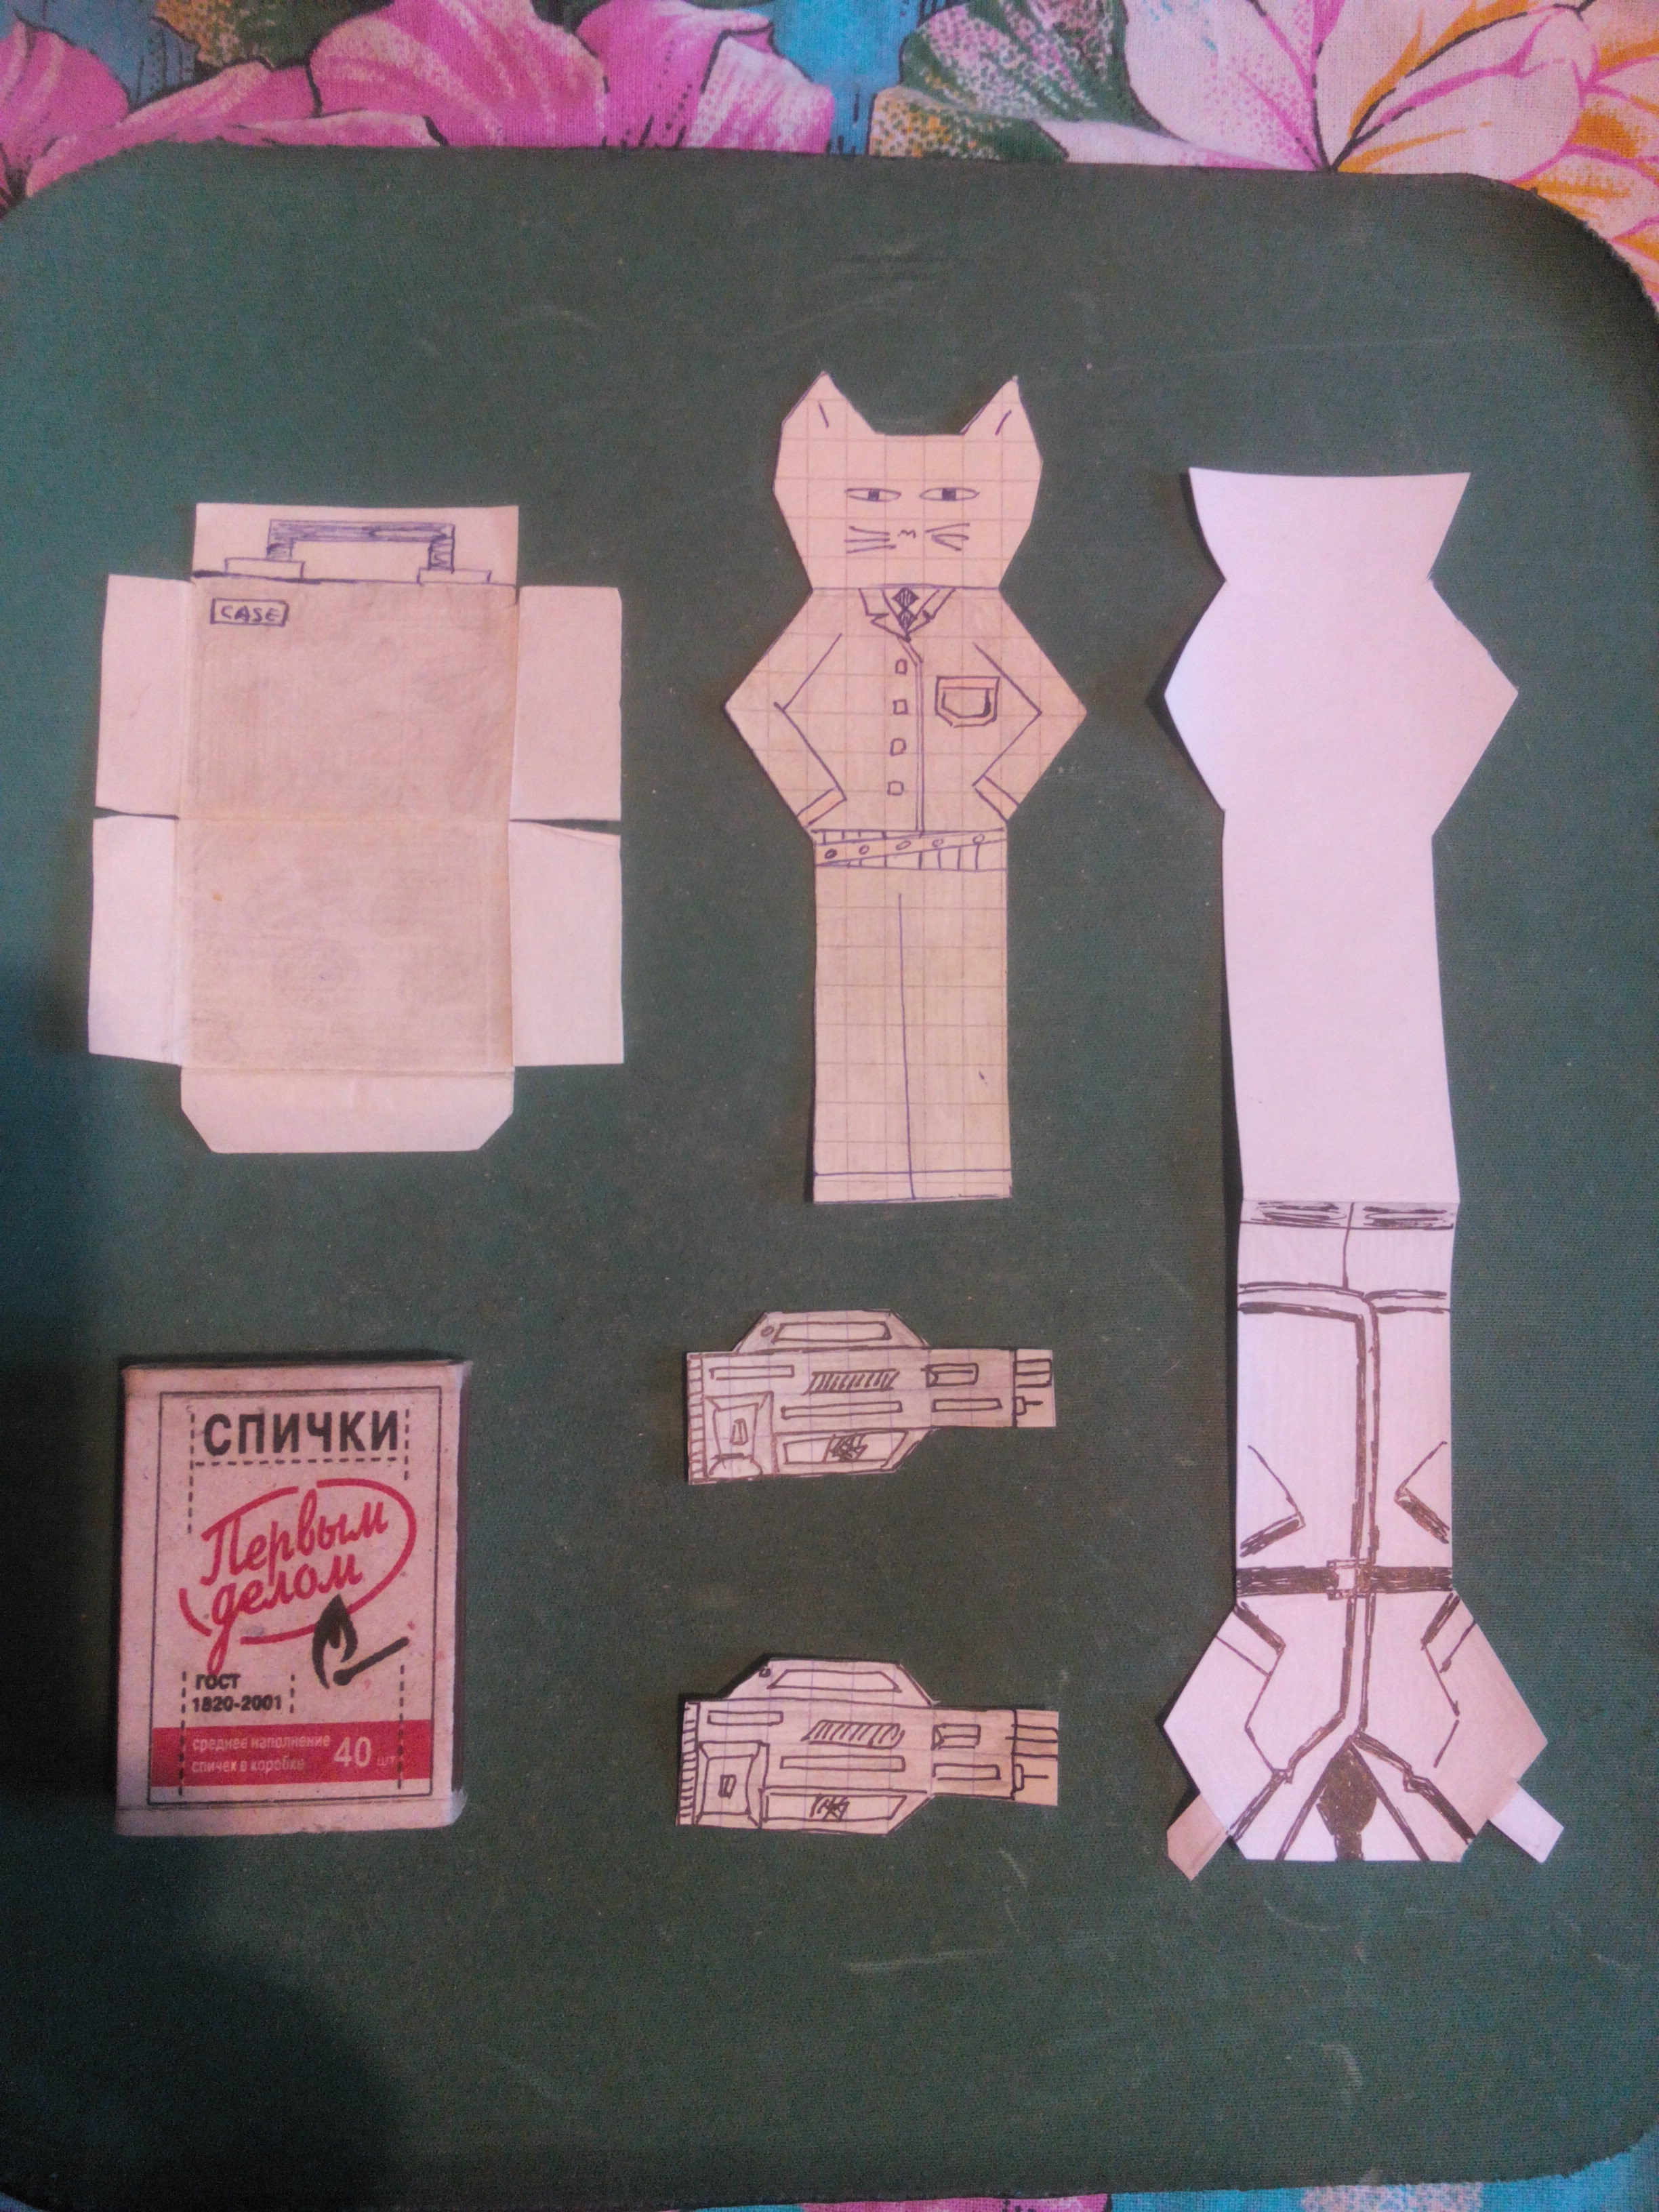 CASE
СПИЧКИ
Первым
делом
ГОСТ
1820-2001
среднее наполнение
спичек в коробке 40 шт.